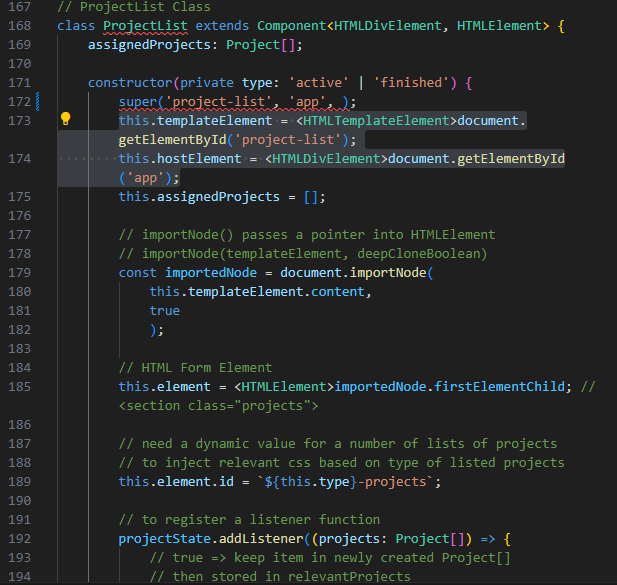 167 // ProjectList Class
168 class ProjectList extends Component<HTMLDivElement, HTMLElement> {
169 assignedProjects: Project[];
170
171 constructor(private type: 'active' | 'finished') {
172 super('project-list', 'app', );
173 this.templateElement = <HTMLTemplateElement>document.
getElementById('project-list');
174 this.hostElement = <HTMLDivElement>document.getElementById
('app');
175 this.assignedProjects = [];
176
177 // importNode() passes a pointer into HTMLElement
178 // importNode(templateElement, deepCloneBoolean)
179 const importedNode = document.importNode(
180 this.templateElement.content,
181 true
182 );
183
184 // HTML Form Element
185 this.element = <HTMLElement>importedNode.firstElementChild; //
<section class="projects">
186
187 // need a dynamic value for a number of lists of projects
188 // to inject relevant css based on type of listed projects
189 this.element.id = `${this.type}-projects`;
190
191 // to register a listener function
192 projectState.addListener((projects: Project[]) => {
193 // true => keep item in newly created Project[]
194 // then stored in relevantProjects